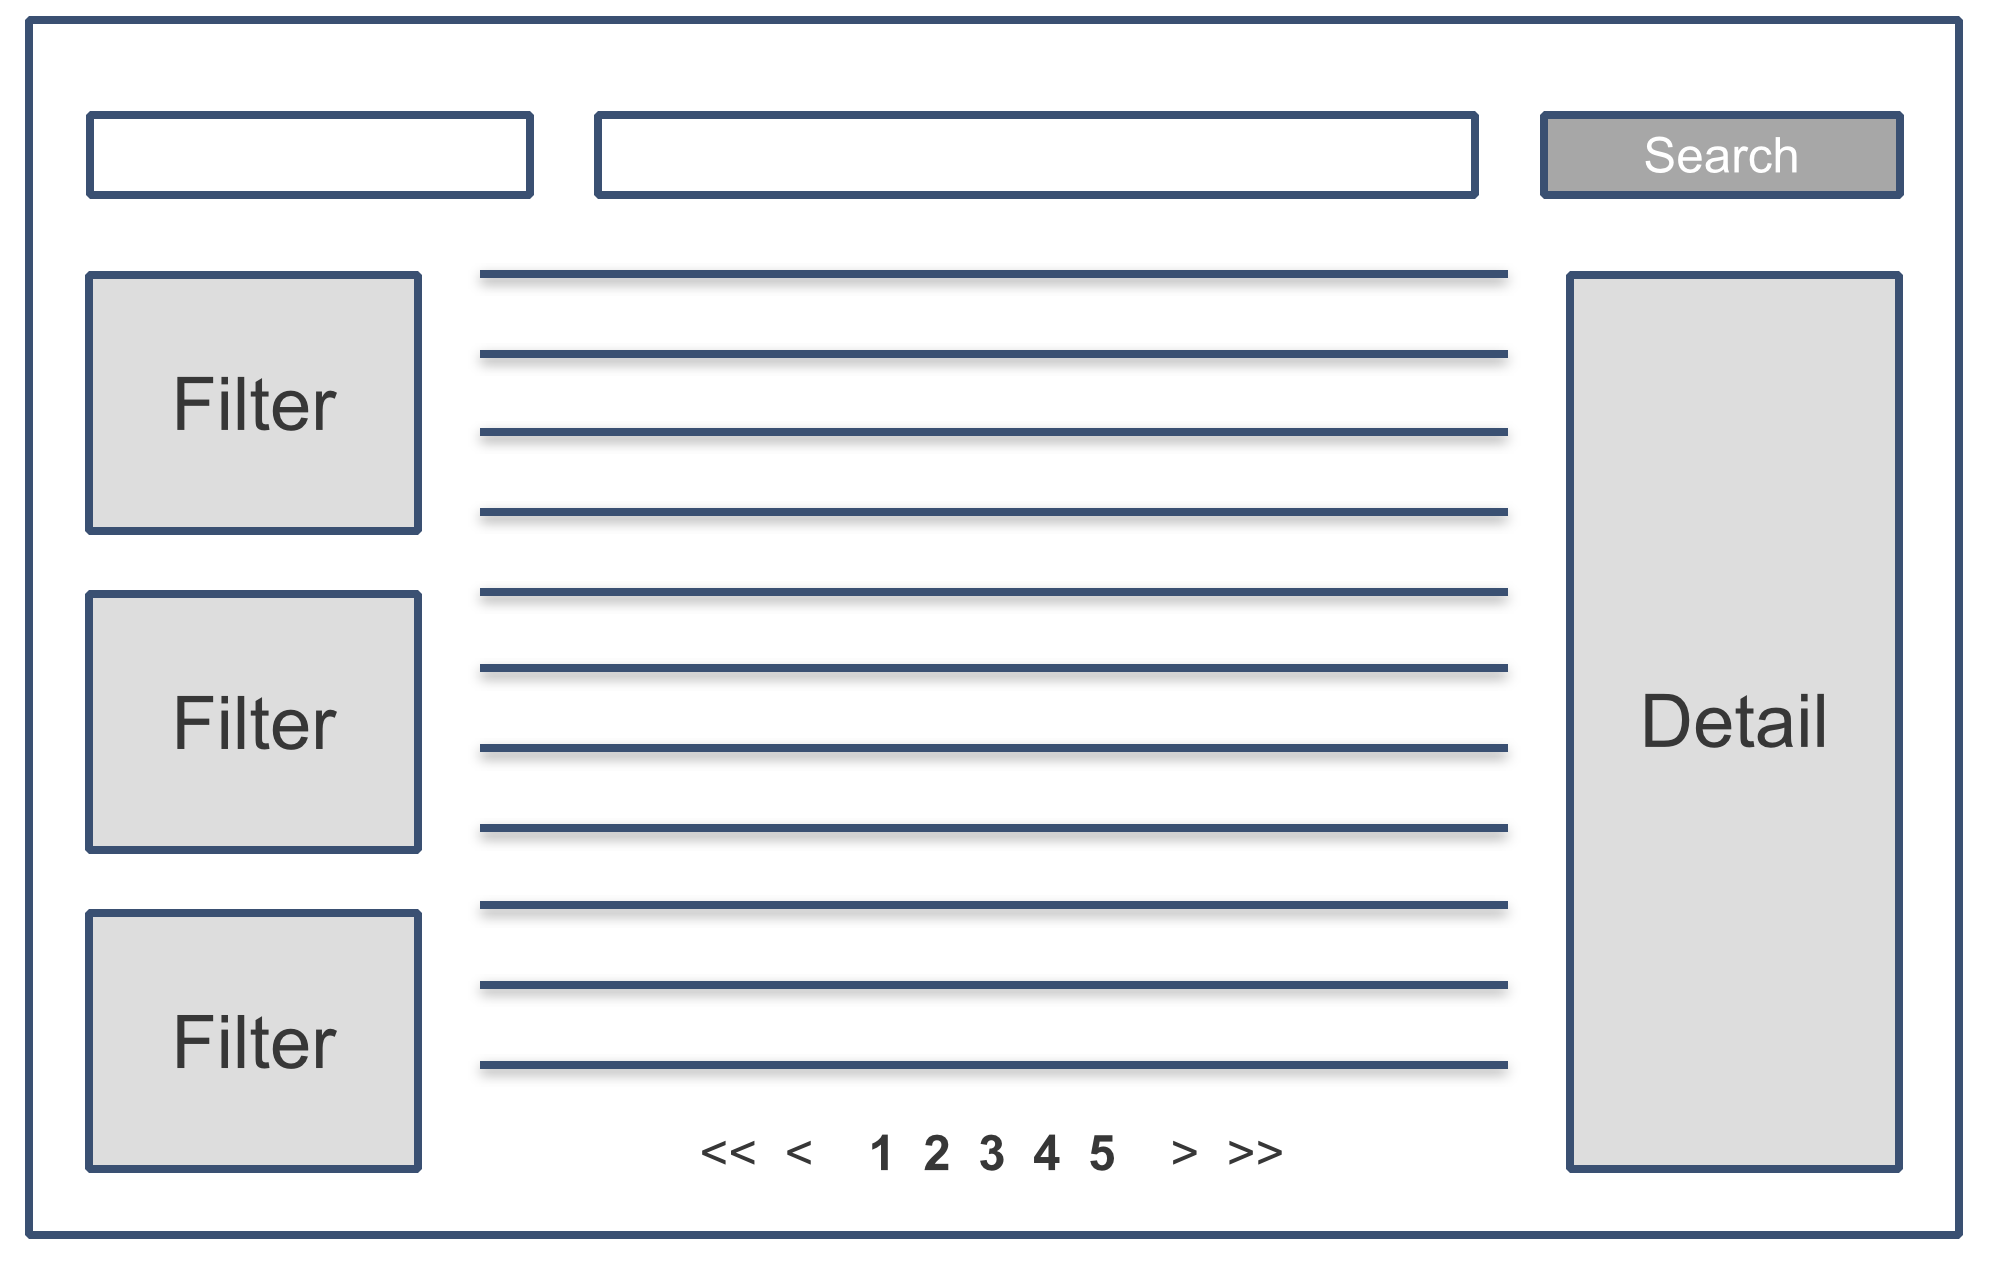 Search
Filter
Filter
Filter
Detail
<< < 1 2 3 4 5 > >>